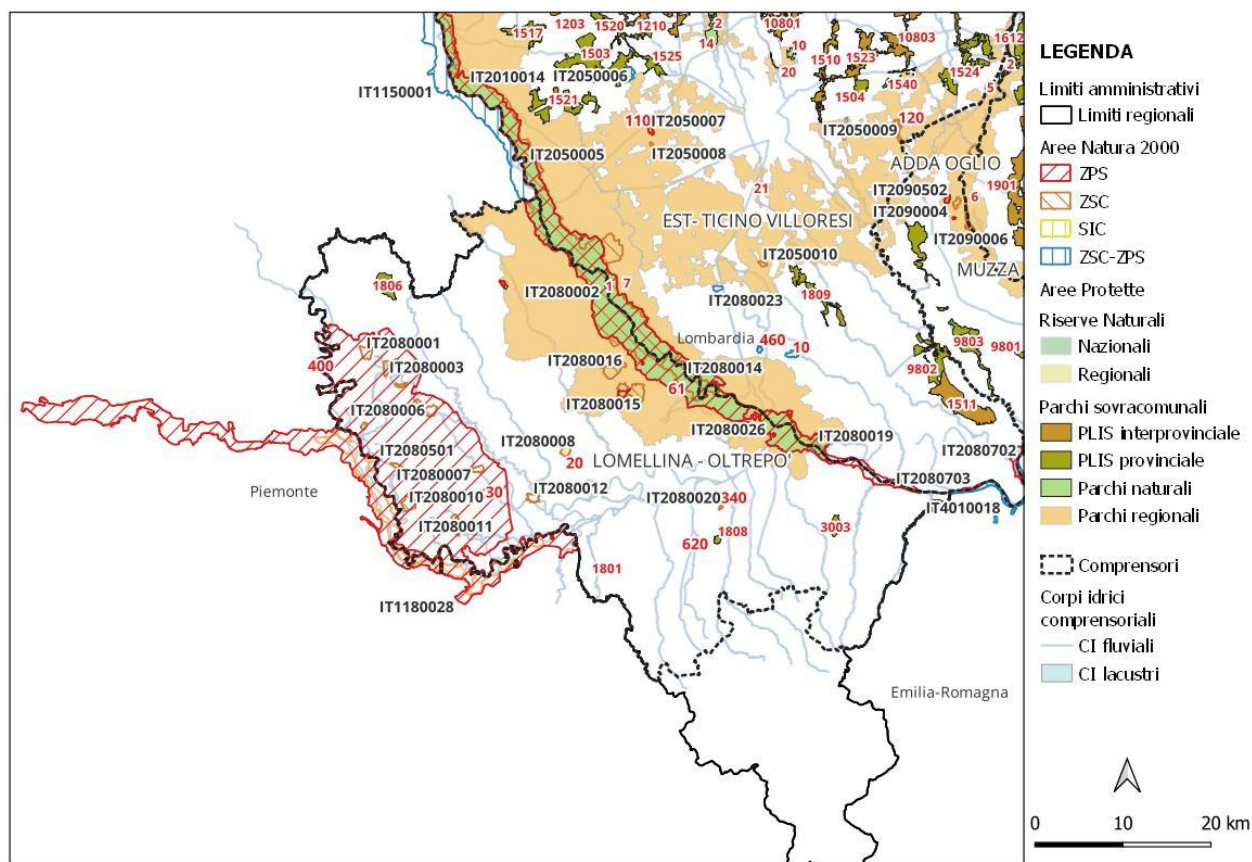 1203 1520 1210 2 10801
1517 10803 1612
1503 1525 14 10 1510 1523 2
IT2010014 IT2050006 20 1524
IT1150001 1521 1504 1540 5
110 IT2050007 IT2050009 120
IT2050005 IT2050008 ADDA OGLIO
21 IT2090502 1901
EST- TICINO VILLORESI IT2090004 6
IT2090006
IT2050010 MUZZA
1806 IT2080002 1 7 IT2080023 1809
Lombardia 460 10 9803 9801
IT2080001
400 IT2080003 IT2080016 IT2080014 9802
61 1511
IT2080006 IT2080015
IT2080008 IT2080026 IT2080019
IT2080501 20 LOMELLINA - OLTREPO' IT2080702
IT2080007 IT2080703
Piemonte IT2080010 30 IT2080012 IT2080020 340
IT2080011 IT4010018
620 1808 3003
1801
IT1180028
Emilia-Romagna
LEGENDA
Limiti amministrativi
Limiti regionali
Aree Natura 2000
ZPS
ZSC
SIC
ZSC-ZPS
Aree Protette
Riserve Naturali
Nazionali
Regionali
Parchi sovracomunali
PLIS interprovinciale
PLIS provinciale
Parchi naturali
Parchi regionali
Comprensori
Corpi idrici
comprensoriali
CI fluviali
CI lacustri
0 10 20 km